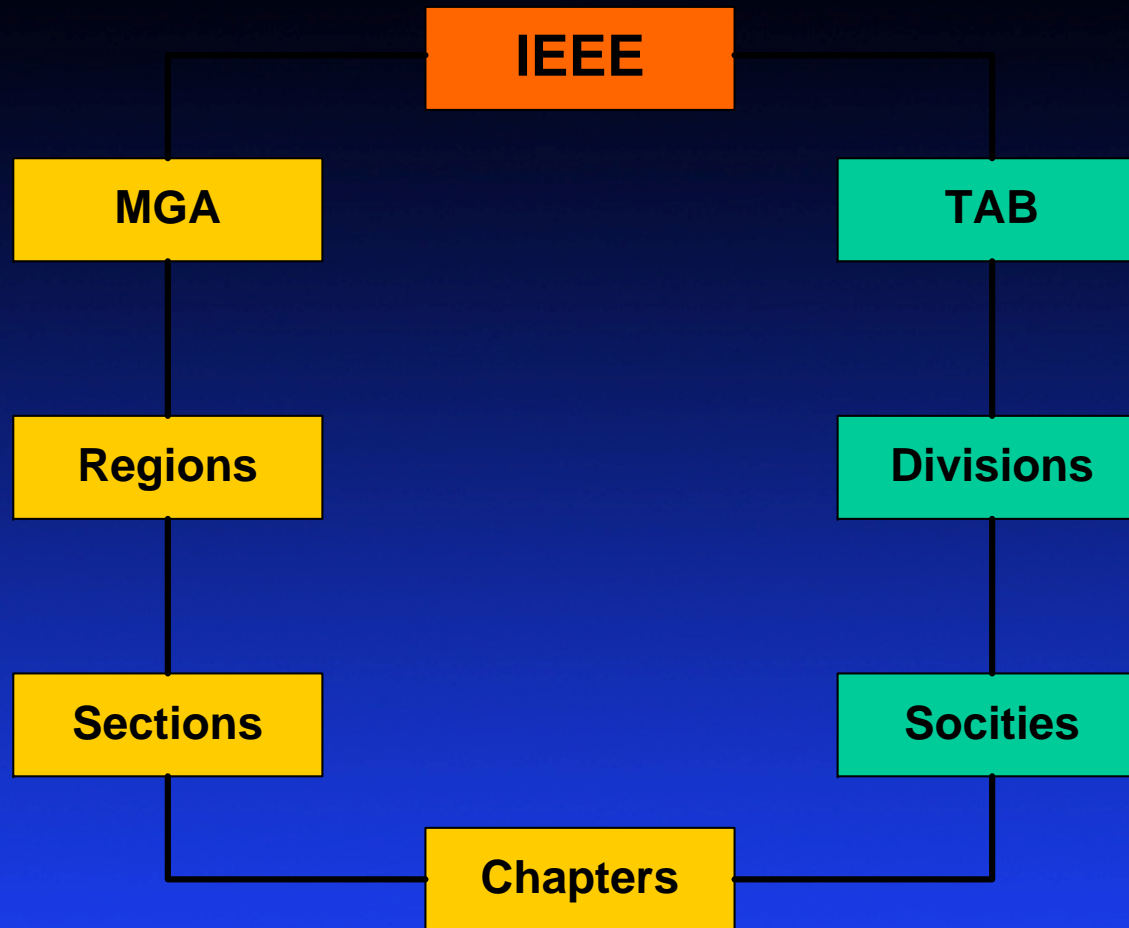 IEEE
MGA
TAB
Regions
Divisions
Sections
Socities
Chapters